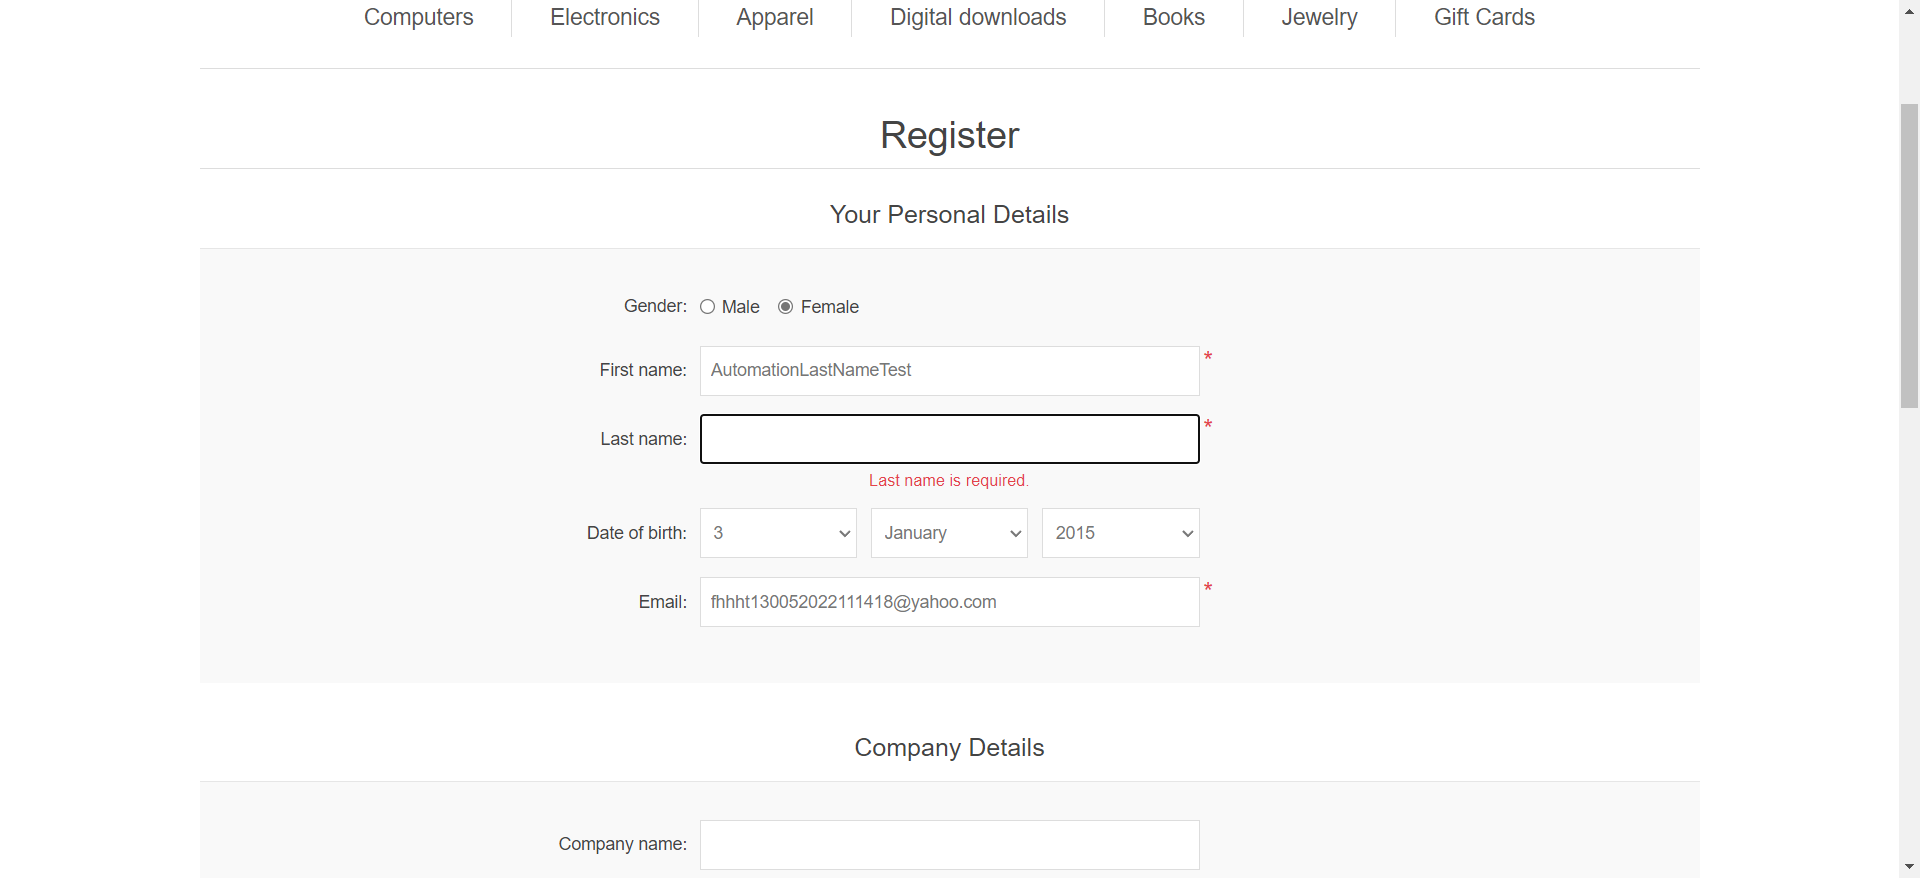 Computers Electronics Apparel Digital downloads Books Jewelry Gift Cards
Register
Your Personal Details
Gender: Male Female
First name: AutomationLastNameTest *
Last name: *
Last name is required.
Date of birth: 3 January 2015
Email: fhhht130052022111418@yahoo.com *
Company Details
Company name: